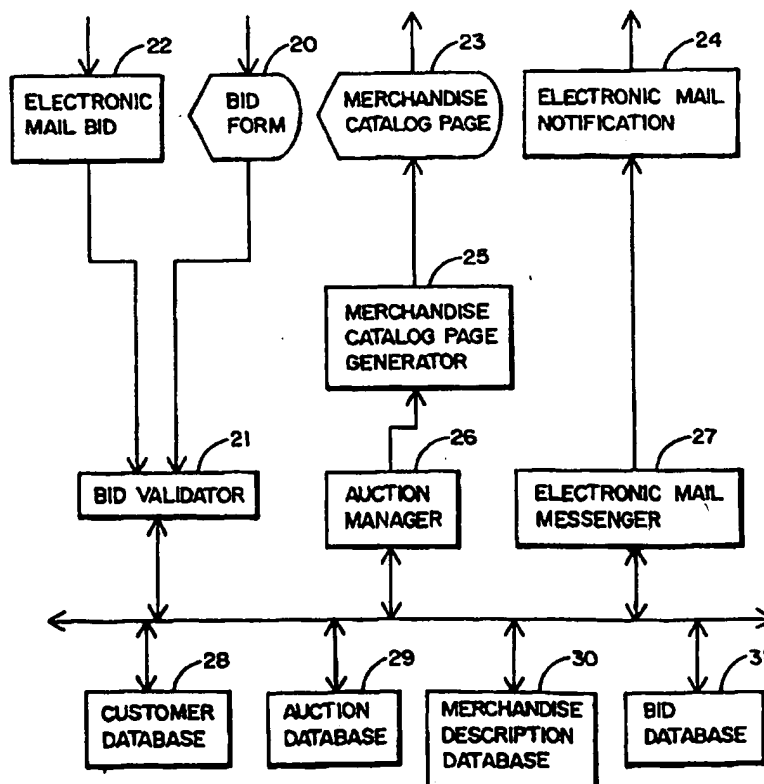 22
20
23
24
ELECTRONIC
MAIL BID
BID
FORM
MERCHANDISE
CATALOG PAGE
ELECTRONIC MAIL
NOTIFICATION
25
MERCHANDISE
CATALOG PAGE
GENERATOR
21
26
27
BID VALIDATOR
AUCTION
MANAGER
ELECTRONIC MAIL
MESSENGER
28
29
30
31
CUSTOMER
DATABASE
AUCTION
DATABASE
MERCHANDISE
DESCRIPTION
DATABASE
BID
DATABASE